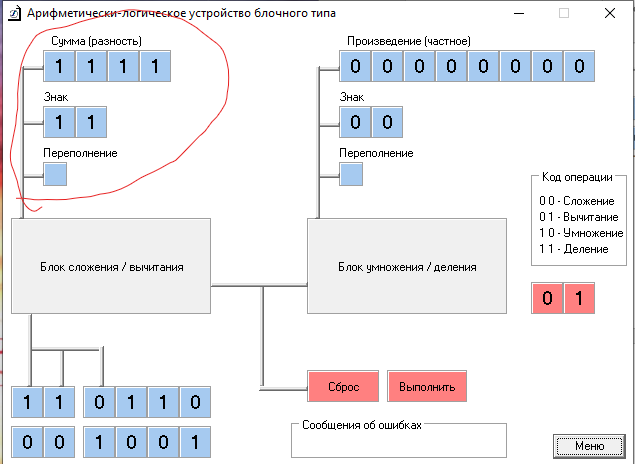 Арифметически-логическое устройство блочного типа
Сумма (разность)
1 1 1 1
Знак
1 1
Переполнение
Произведение (частное)
0 0 0 0 0 0 0 0
Знак
0 0
Переполнение
Код операции
0 0 - Сложение
0 1 - Вычитание
1 0 - Умножение
1 1 - Деление
0 1
Блок сложения / вычитания
Блок умножения / деления
1 1 0 1 1 0
0 0 1 0 0 1
Сброс
Выполнить
Сообщения об ошибках
Меню